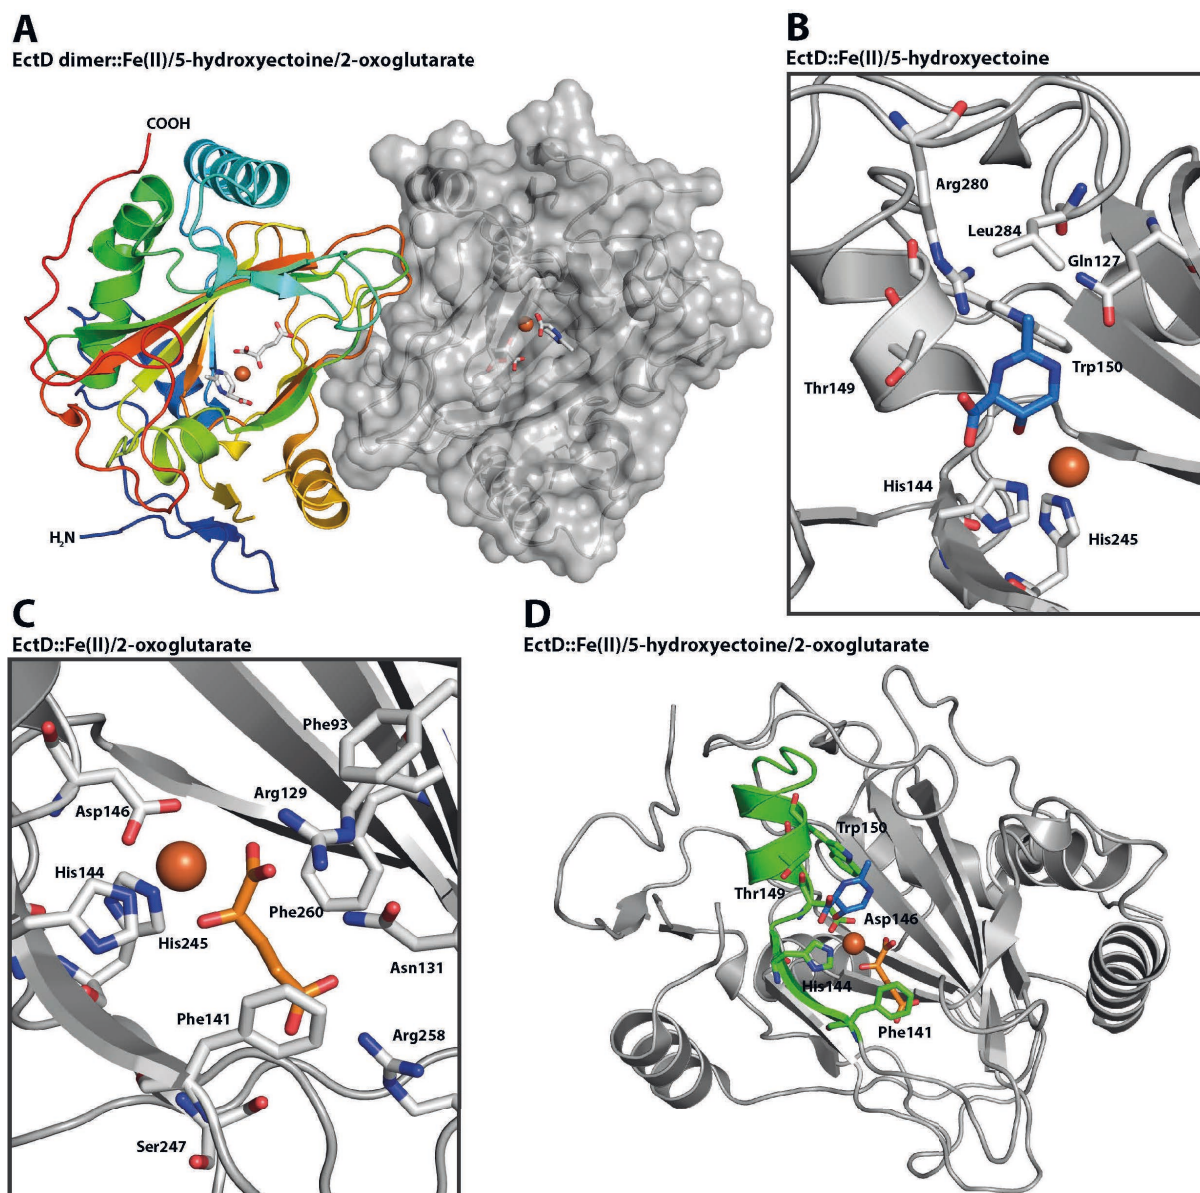 A
EctD dimer::Fe(II)/5-hydroxyectoine/2-oxoglutarate
COOH
H₂N
B
EctD::Fe(II)/5-hydroxyectoine
Arg280
Leu284
Gln127
Trp150
Thr149
His144
His245
C
EctD::Fe(II)/2-oxoglutarate
Phe93
Arg129
Asp146
His144
Phe260
His245
Asn131
Phe141
Arg258
Ser247
D
EctD::Fe(II)/5-hydroxyectoine/2-oxoglutarate
Trp150
Thr149
Asp146
His144
Phe141